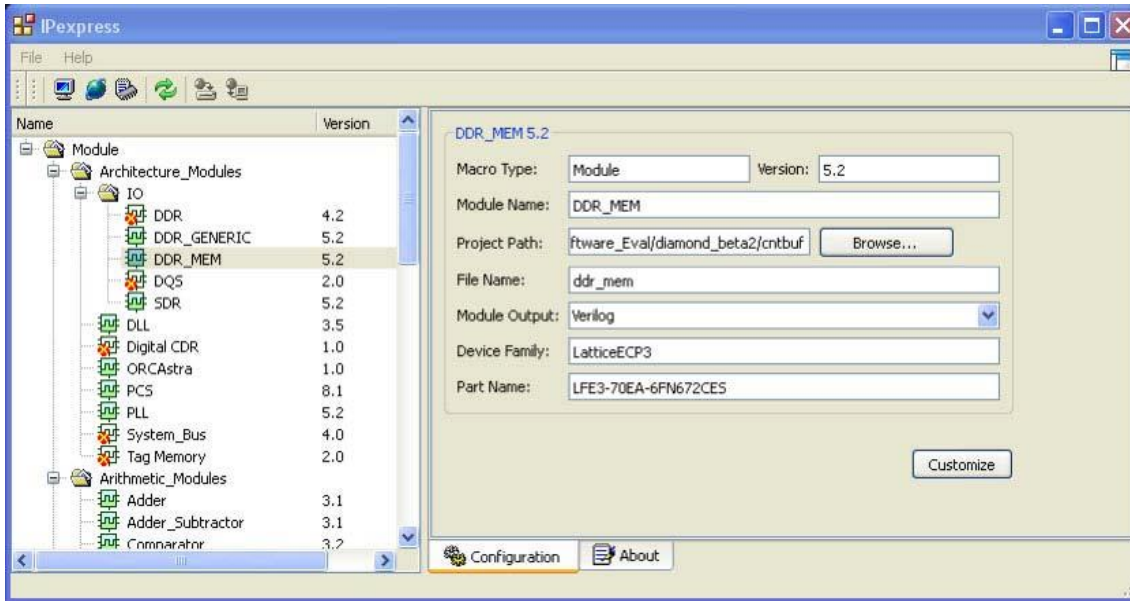 IPexpress
File Help
Name Version
Module
Architecture_Modules
IO
DDR 4.2
DDR_GENERIC 5.2
DDR_MEM 5.2
DQS 2.0
SDR 5.2
DLL 3.5
Digital CDR 1.0
ORCAstra 1.0
PCS 8.1
PLL 5.2
System_Bus 4.0
Tag Memory 2.0
Arithmetic_Modules
Adder 3.1
Adder_Subtractor 3.1
Comparator 3.2
DDR_MEM 5.2
Macro Type: Module Version: 5.2
Module Name: DDR_MEM
Project Path: ftware_Eval/diamond_beta2/cntbuf Browse...
File Name: ddr_mem
Module Output: Verilog
Device Family: LatticeECP3
Part Name: LFE3-70EA-6FN672CES
Customize
Configuration About